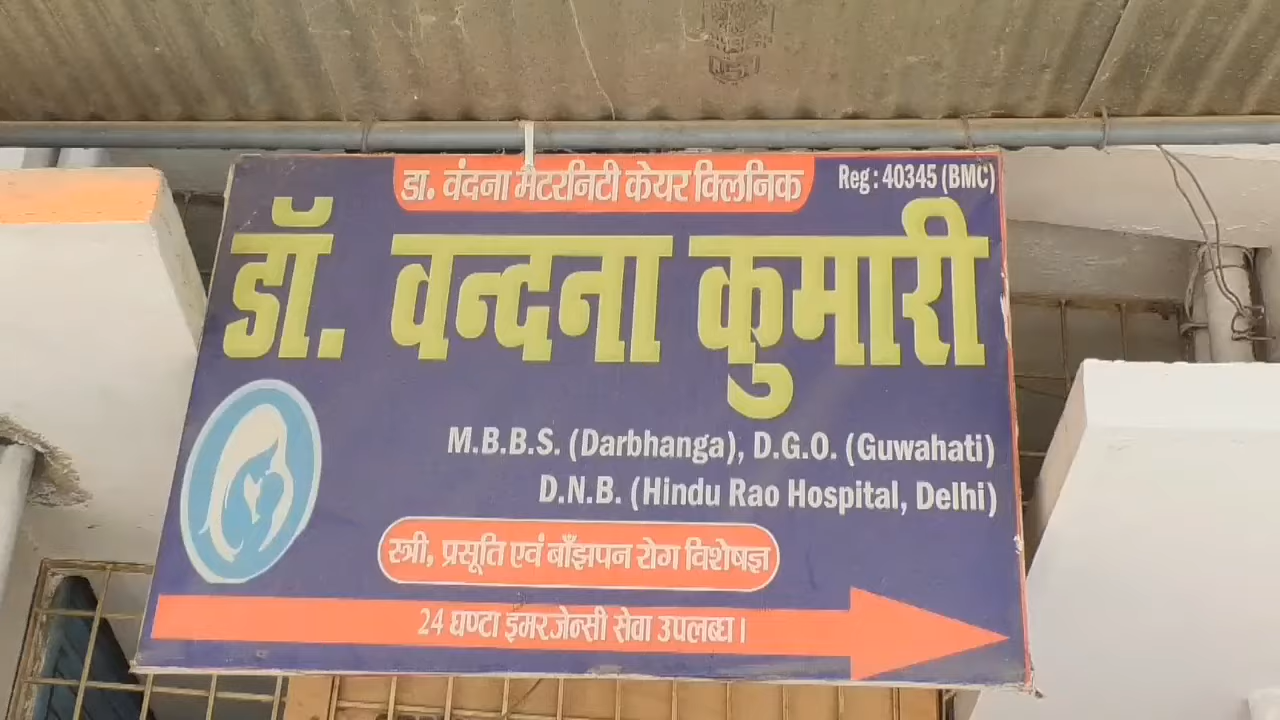 डा. वंदना मैटरनिटी केयर क्लिनिक
Reg : 40345 (BMC)
डॉ. वन्दना कुमारी
M.B.B.S. (Darbhanga), D.G.O. (Guwahati)
D.N.B. (Hindu Rao Hospital, Delhi)
स्त्री, प्रसूति एवं बाँझपन रोग विशेषज्ञ
24 घण्टा इमरजेन्सी सेवा उपलब्ध।